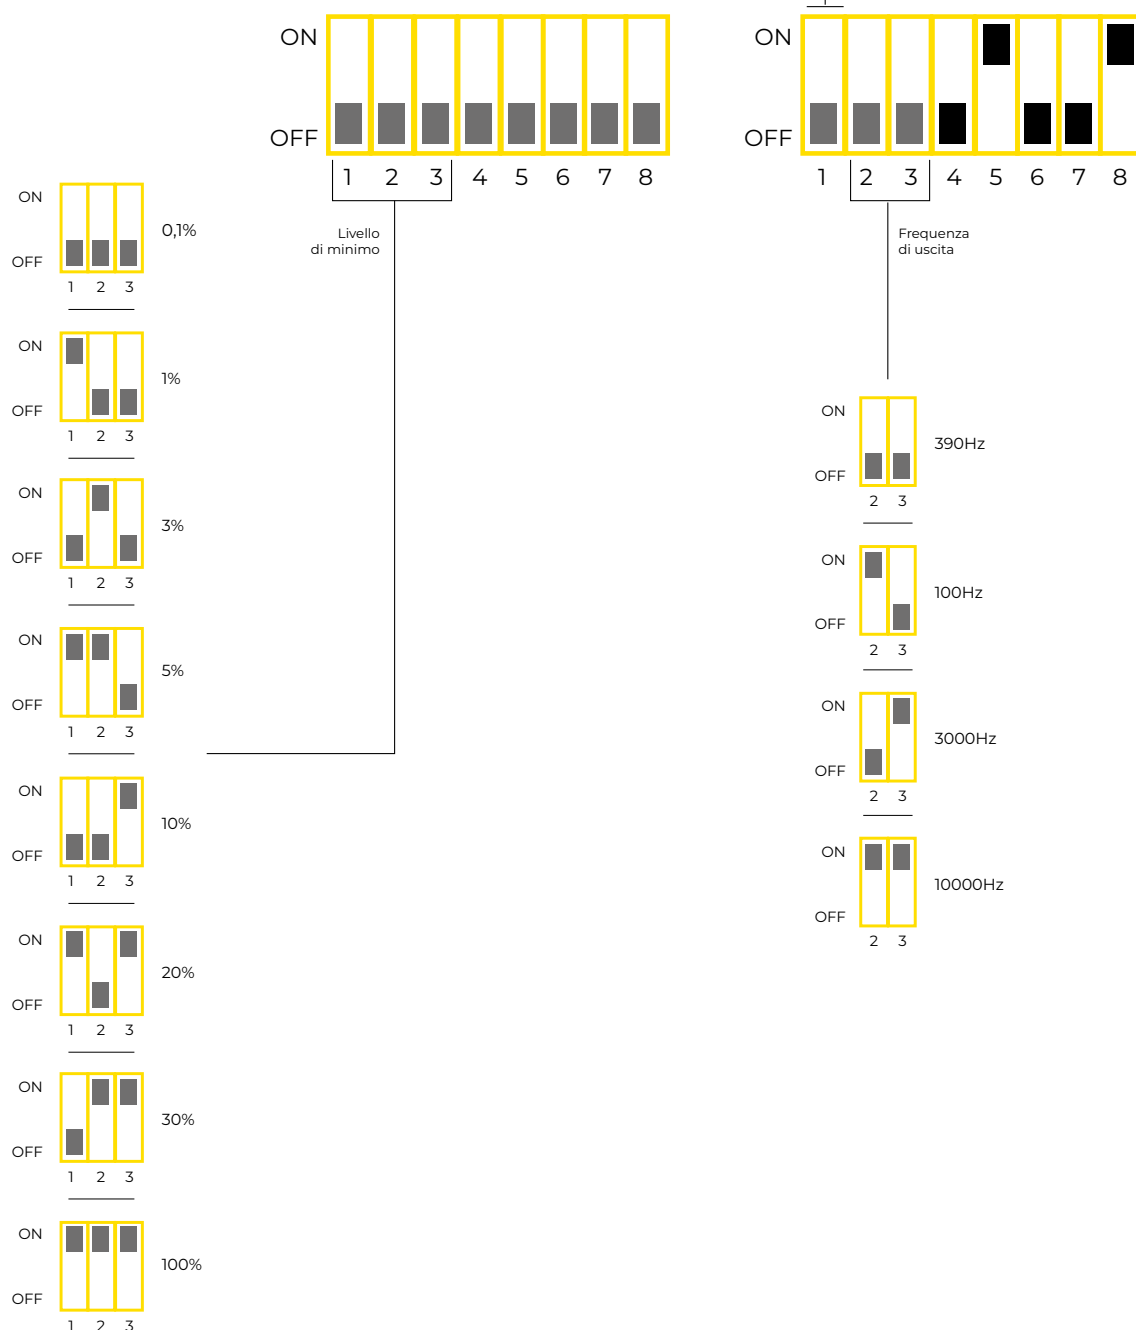 ON
OFF
1 2 3 4 5 6 7 8
Livello
di minimo
ON
OFF
1 2 3
0,1%
ON
OFF
1 2 3
1%
ON
OFF
1 2 3
3%
ON
OFF
1 2 3
5%
ON
OFF
1 2 3
10%
ON
OFF
1 2 3
20%
ON
OFF
1 2 3
30%
ON
OFF
1 2 3
100%
ON
OFF
1 2 3 4 5 6 7 8
Frequenza
di uscita
ON
OFF
2 3
390Hz
ON
OFF
2 3
100Hz
ON
OFF
2 3
3000Hz
ON
OFF
2 3
10000Hz